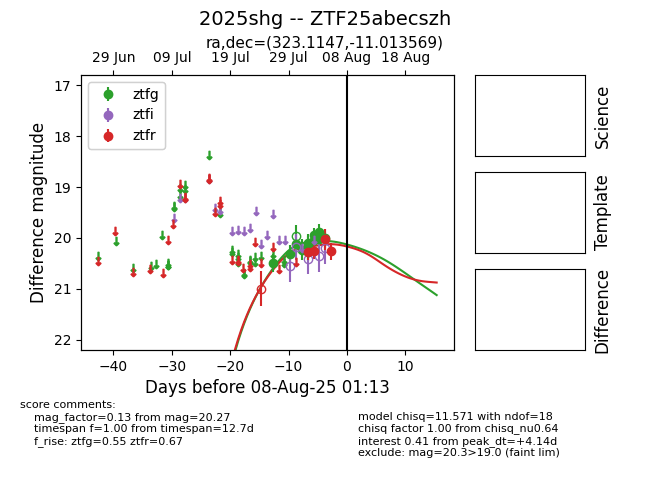 2025shg -- ZTF25abecszh
ra,dec=(323.1147,-11.013569)
29 Jun 09 Jul 19 Jul 29 Jul 08 Aug 18 Aug
17
18
19
20
21
22
Difference magnitude
ztfg
ztfi
ztfr
−40 −30 −20 −10 0 10
Days before 08-Aug-25 01:13
Science
Template
Difference
score comments:
mag_factor=0.13 from mag=20.27
timespan f=1.00 from timespan=12.7d
f_rise: ztfg=0.55 ztfr=0.67
model chisq=11.571 with ndof=18
chisq factor 1.00 from chisq_nu0.64
interest 0.41 from peak_dt=+4.14d
exclude: mag=20.3>19.0 (faint lim)